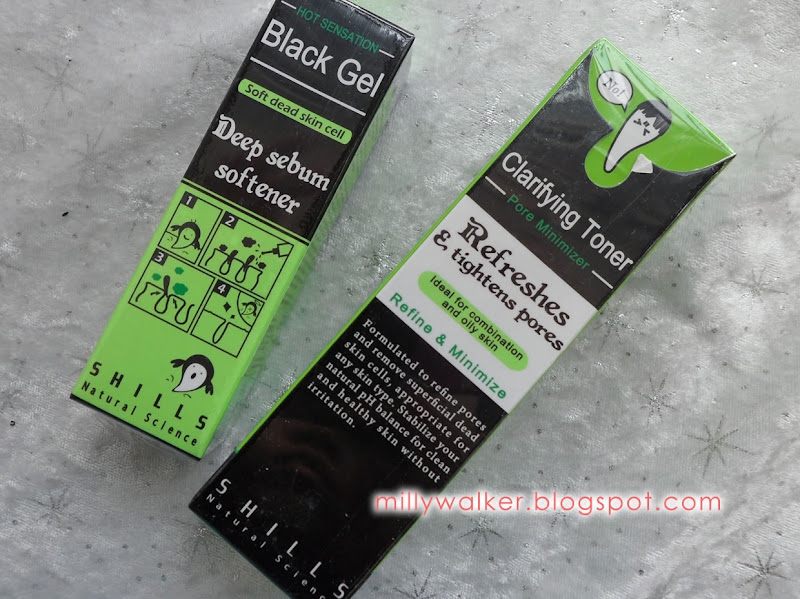 HOT SENSATION
Black Gel
Soft dead skin cell
Deep sebum
softener
1
2
3
4
SHILLS
Natural Science
No!
Clarifying Toner
Pore Minimizer
Refreshes
& tightens pores
Ideal for combination
and oily skin
Refine & Minimize
Formulated to refine pores
and remove superficial dead
skin cells, appropriate for
any skin type Stabilize your
natural pH balance for clean
and healthy skin without
irritation.
SHILLS
Natural Science
millywalker.blogspot.com